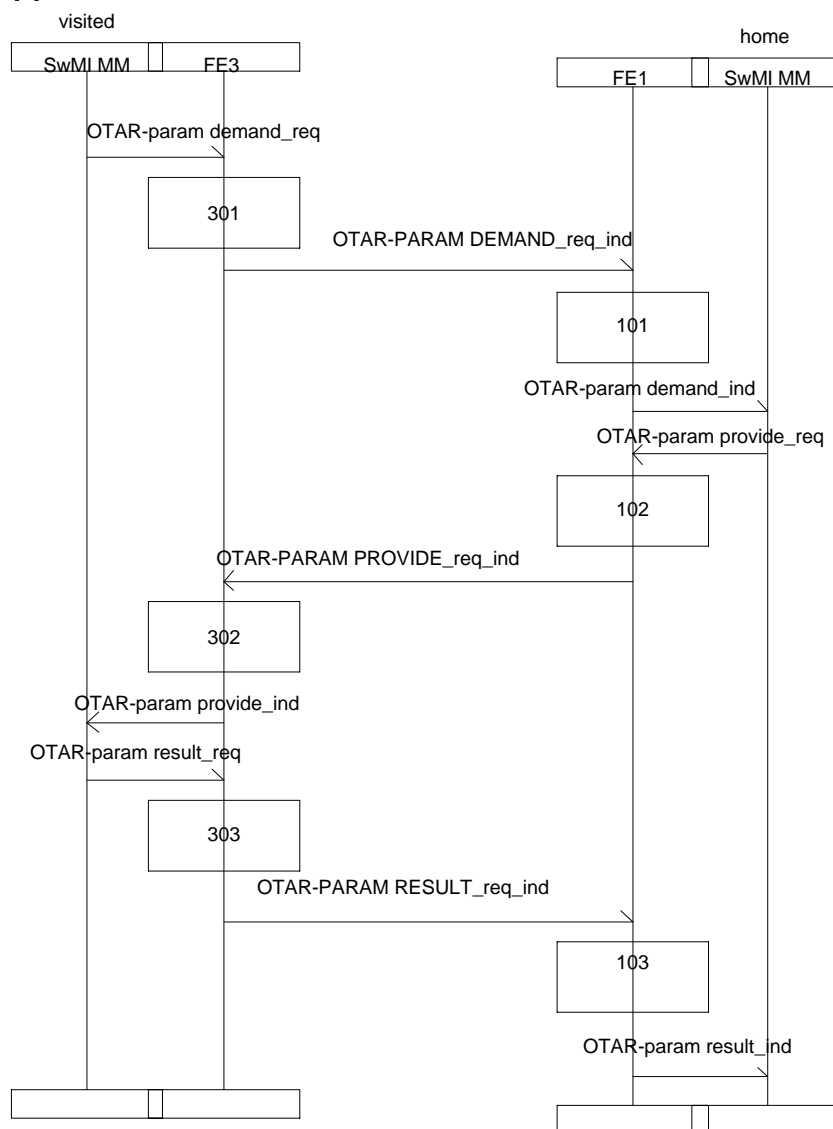 visited
home
SwMI MM
FE3
FE1
SwMI MM
OTAR-param demand_req
301
OTAR-PARAM DEMAND_req_ind
101
OTAR-param demand_ind
OTAR-param provide_req
102
OTAR-PARAM PROVIDE_req_ind
302
OTAR-param provide_ind
OTAR-param result_req
303
OTAR-PARAM RESULT_req_ind
103
OTAR-param result_ind